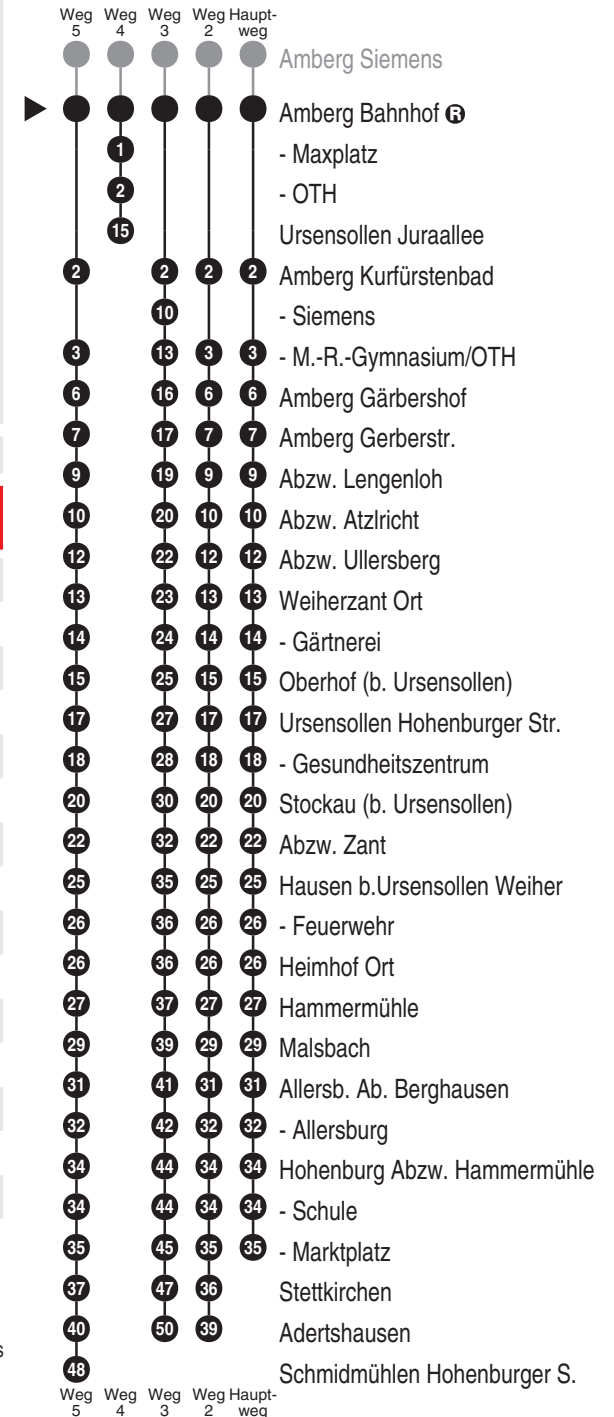 Weg Weg Weg Weg Haupt-
5 4 3 2 weg
Amberg Siemens
Amberg Bahnhof R
1 - Maxplatz
2 - OTH
15 Ursensollen Juraallee
2 2 2 2 Amberg Kurfürstenbad
10 - Siemens
3 13 3 3 - M.-R.-Gymnasium/OTH
6 16 6 6 Amberg Gärbershof
7 17 7 7 Amberg Gerberstr.
9 19 9 9 Abzw. Lengenloh
10 20 10 10 Abzw. Atzlricht
12 22 12 12 Abzw. Ullersberg
13 23 13 13 Weiherzant Ort
14 24 14 14 - Gärtnerei
15 25 15 15 Oberhof (b. Ursensollen)
17 27 17 17 Ursensollen Hohenburger Str.
18 28 18 18 - Gesundheitszentrum
20 30 20 20 Stockau (b. Ursensollen)
22 32 22 22 Abzw. Zant
25 35 25 25 Hausen b.Ursensollen Weiher
26 36 26 26 - Feuerwehr
26 36 26 26 Heimhof Ort
27 37 27 27 Hammermühle
29 39 29 29 Malsbach
31 41 31 31 Allersb. Ab. Berghausen
32 42 32 32 - Allersburg
34 44 34 34 Hohenburg Abzw. Hammermühle
34 44 34 34 - Schule
35 45 35 35 - Marktplatz
37 47 36 Stettkirchen
40 50 39 Adertshausen
s
48 Schmidmühlen Hohenburger S.
Weg Weg Weg Weg Haupt-
5 4 3 2 weg